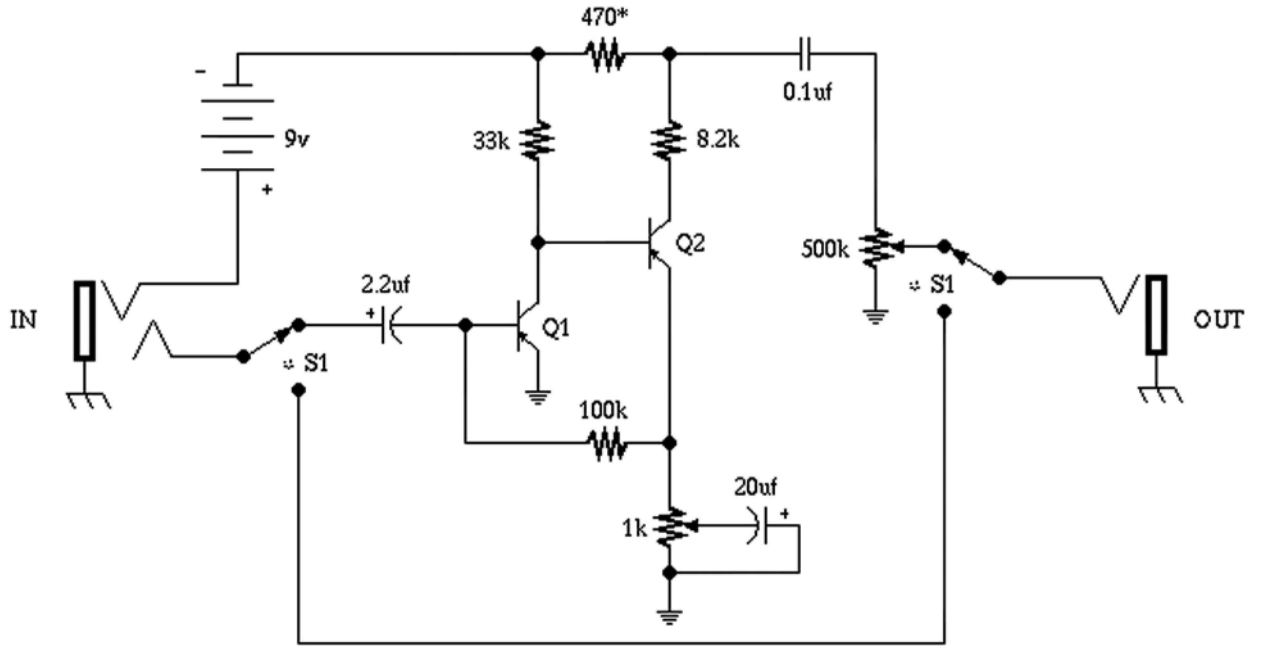 470*
-
0.1uf
9v
33k
8.2k
+
Q2
500k
2.2uf
+
IN
Q1
S1
S1
OUT
100k
20uf
+
1k